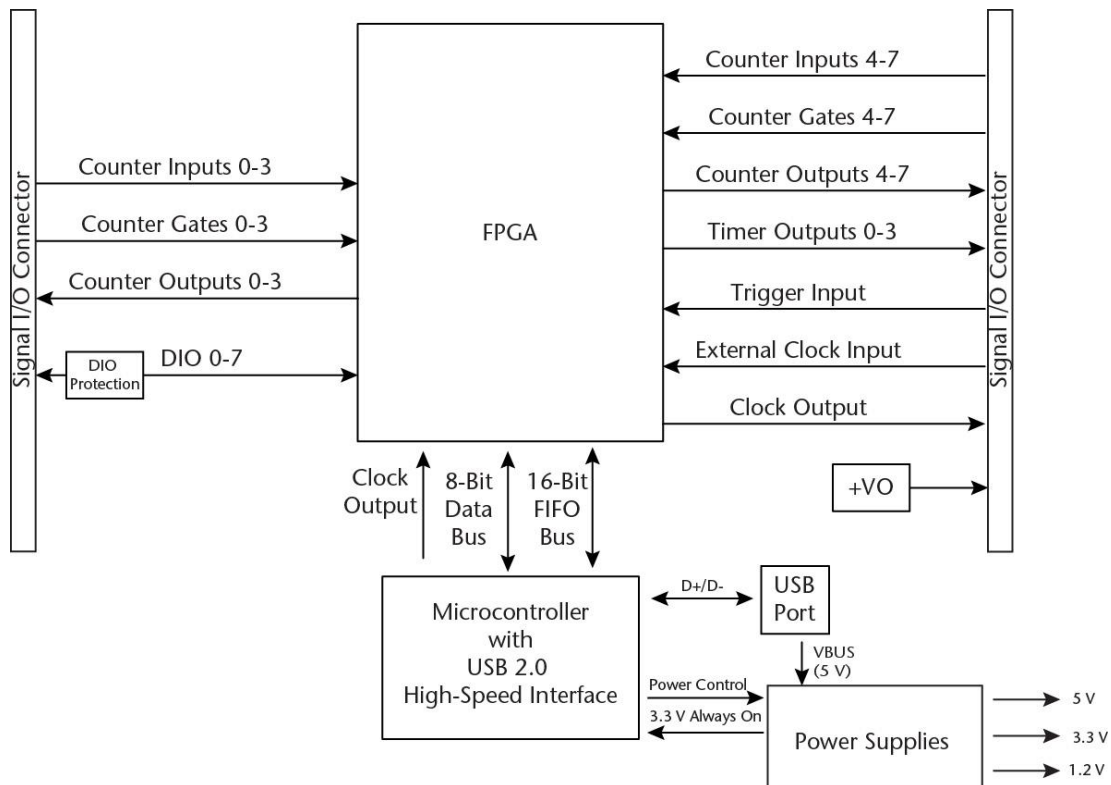 Signal I/O Connector
Counter Inputs 0-3
Counter Gates 0-3
Counter Outputs 0-3
DIO
Protection
DIO 0-7
FPGA
Counter Inputs 4-7
Counter Gates 4-7
Counter Outputs 4-7
Timer Outputs 0-3
Trigger Input
External Clock Input
Clock Output
+VO
Signal I/O Connector
Clock
Output
8-Bit
Data
Bus
16-Bit
FIFO
Bus
Microcontroller
with
USB 2.0
High-Speed Interface
D+/D-
USB
Port
VBUS
(5 V)
Power Control
3.3 V Always On
Power Supplies
5 V
3.3 V
1.2 V